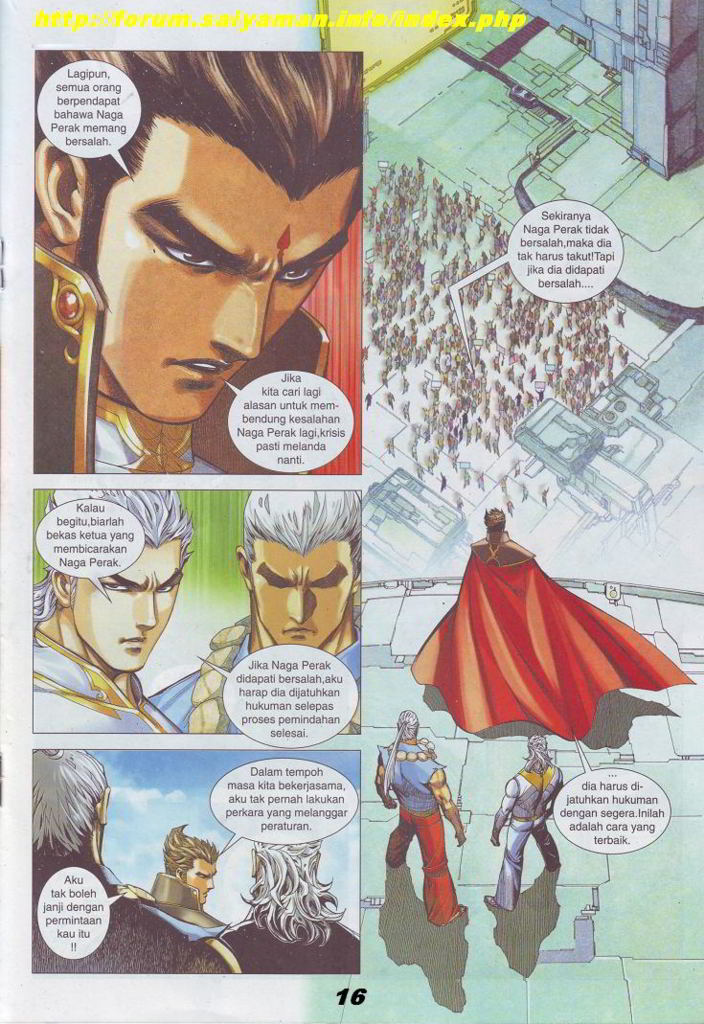 http://forum.saiyaman.info/index.php
Lagipun,
semua orang
berpendapat
bahawa Naga
Perak memang
bersalah.
Jika
kita cari lagi
alasan untuk mem-
bendung kesalahan
Naga Perak lagi,krisis
pasti melanda
nanti.
Sekiranya
Naga Perak tidak
bersalah,maka dia
tak harus takut!Tapi
jika dia didapati
bersalah....
...
dia harus di-
jatuhkan hukuman
dengan segera.Inilah
adalah cara yang
terbaik.
Kalau
begitu,biarlah
bekas ketua yang
membicarakan
Naga Perak.
Jika Naga Perak
didapati bersalah,aku
harap dia dijatuhkan
hukuman selepas
proses pemindahan
selesai.
Dalam tempoh
masa kita bekerjasama,
aku tak pernah lakukan
perkara yang melanggar
peraturan.
Aku
tak boleh
janji dengan
permintaan
kau itu
!!
16